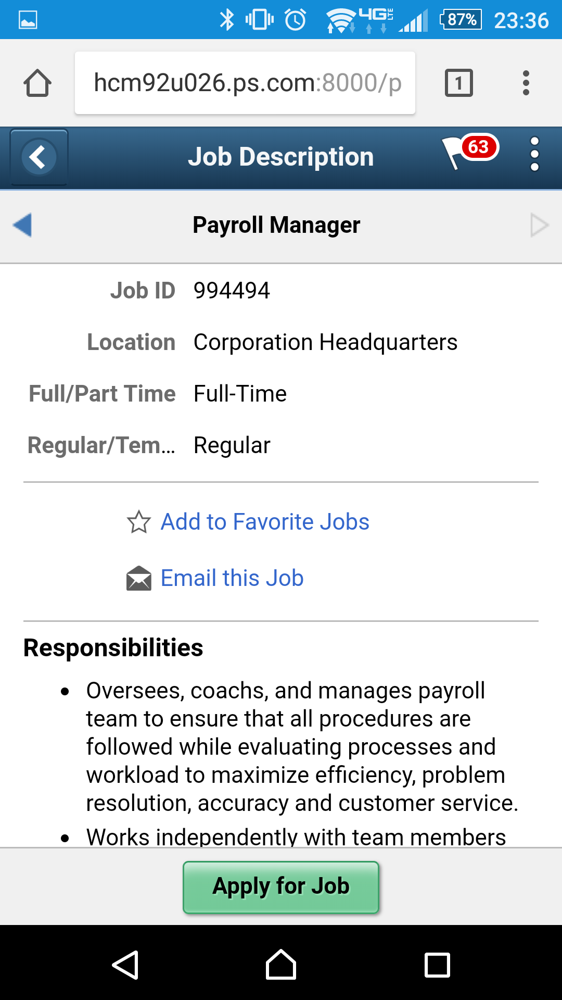 4G LTE 87% 23:36
hcm92u026.ps.com:8000/p
1
Job Description 63
Payroll Manager
Job ID 994494
Location Corporation Headquarters
Full/Part Time Full-Time
Regular/Tem... Regular
Add to Favorite Jobs
Email this Job
Responsibilities
• Oversees, coachs, and manages payroll
team to ensure that all procedures are
followed while evaluating processes and
workload to maximize efficiency, problem
resolution, accuracy and customer service.
• Works independently with team members
Apply for Job